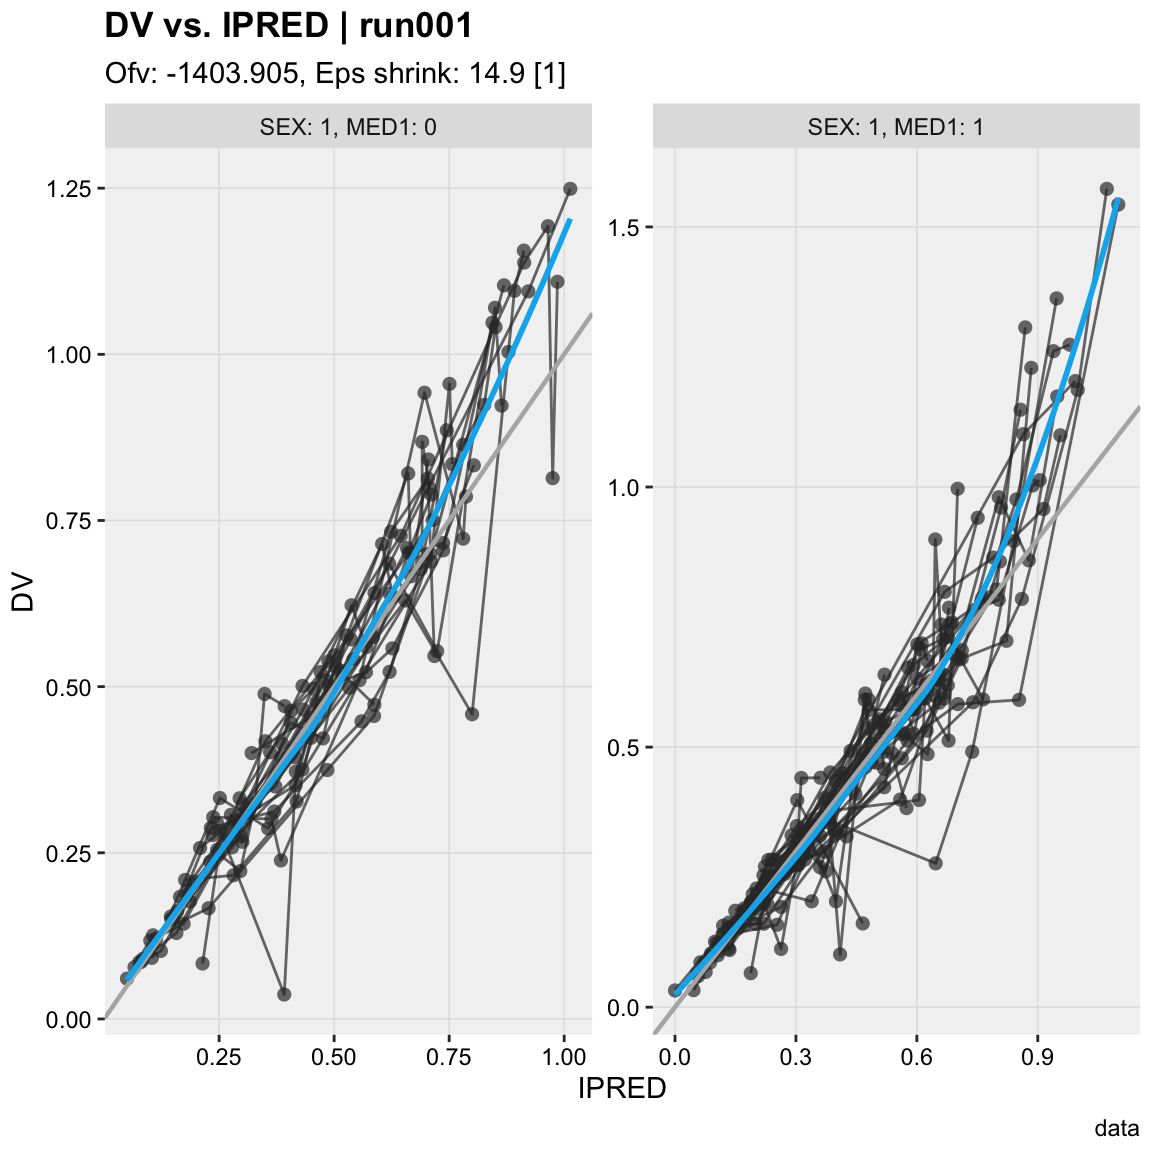 DV vs. IPRED | run001
Ofv: -1403.905, Eps shrink: 14.9 [1]
SEX: 1, MED1: 0
SEX: 1, MED1: 1
DV
1.25
1.00
0.75
0.50
0.25
0.00
1.5
1.0
0.5
0.0
0.25 0.50 0.75 1.00
0.0 0.3 0.6 0.9
IPRED
data